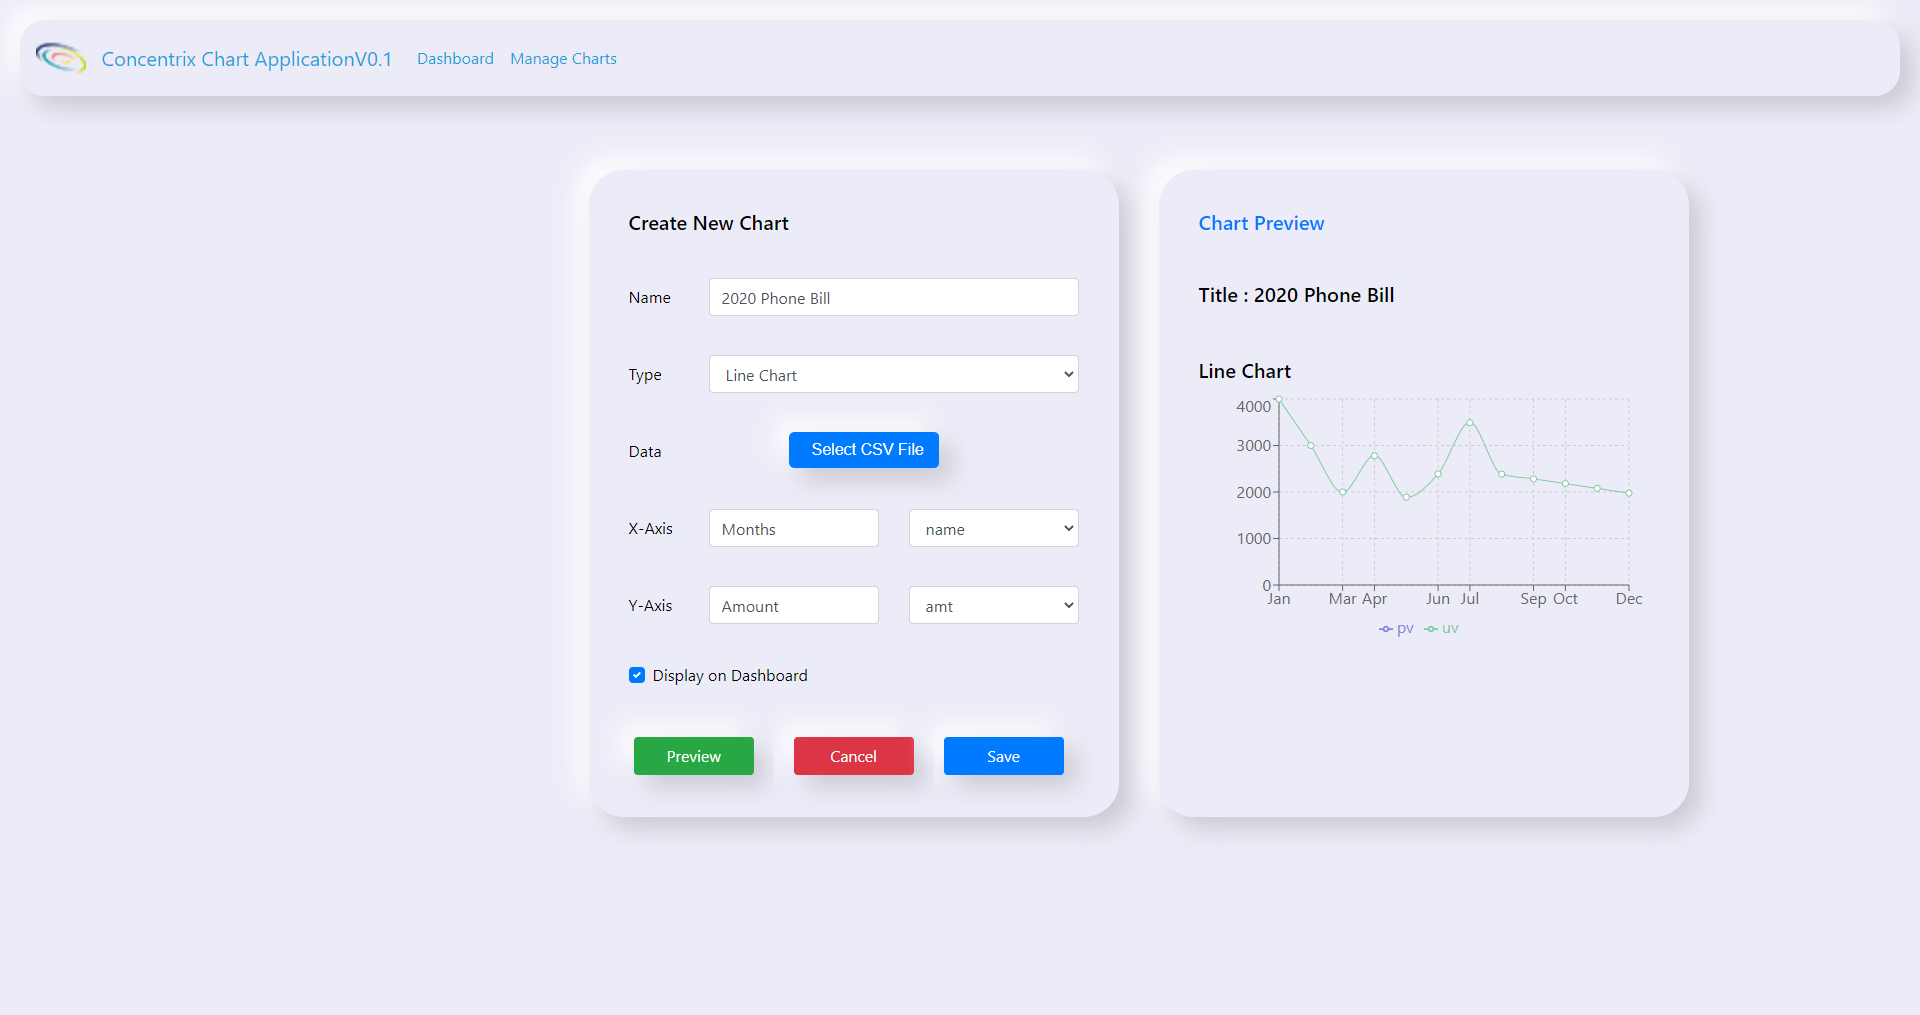 Concentrix Chart ApplicationV0.1 Dashboard Manage Charts
Create New Chart
Name 2020 Phone Bill
Type Line Chart
Data Select CSV File
X-Axis Months name
Y-Axis Amount amt
Display on Dashboard
Preview Cancel Save
Chart Preview
Title : 2020 Phone Bill
Line Chart
4000
3000
2000
1000
0
Jan Mar Apr Jun Jul Sep Oct Dec
pv uv